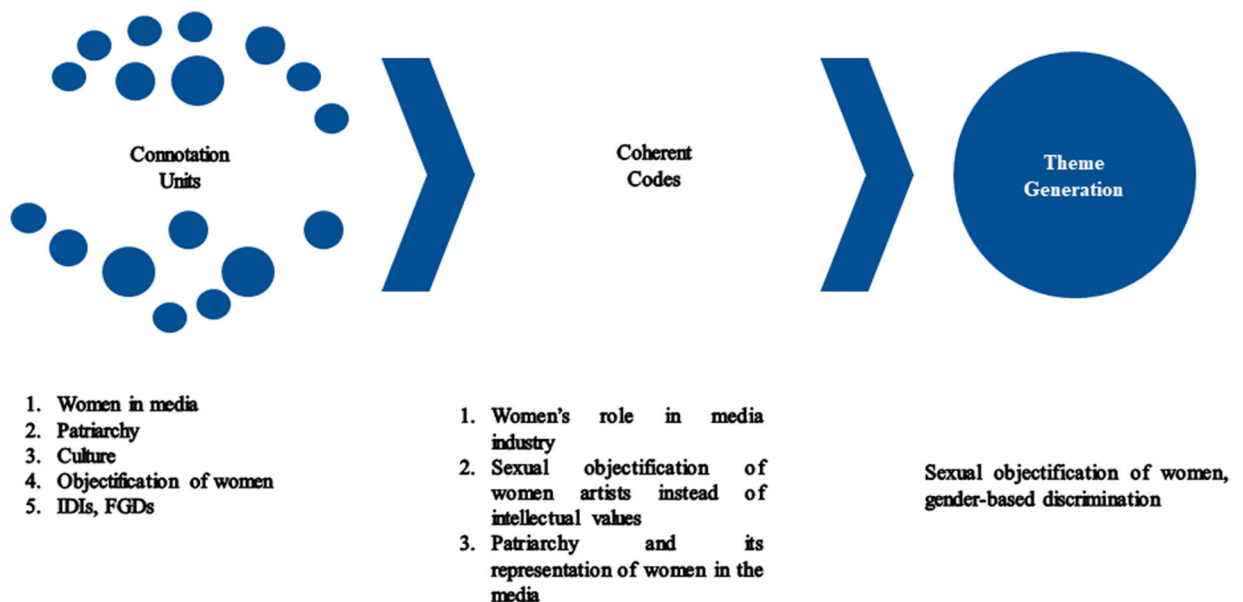 Connotation
Units
Coherent
Codes
Theme
Generation
1. Women in media
2. Patriarchy
3. Culture
4. Objectification of women
5. IDIs, FGDs
1. Women's role in media
industry
2. Sexual objectification of
women artists instead of
intellectual values
3. Patriarchy and its
representation of women in the
media
Sexual objectification of women,
gender-based discrimination